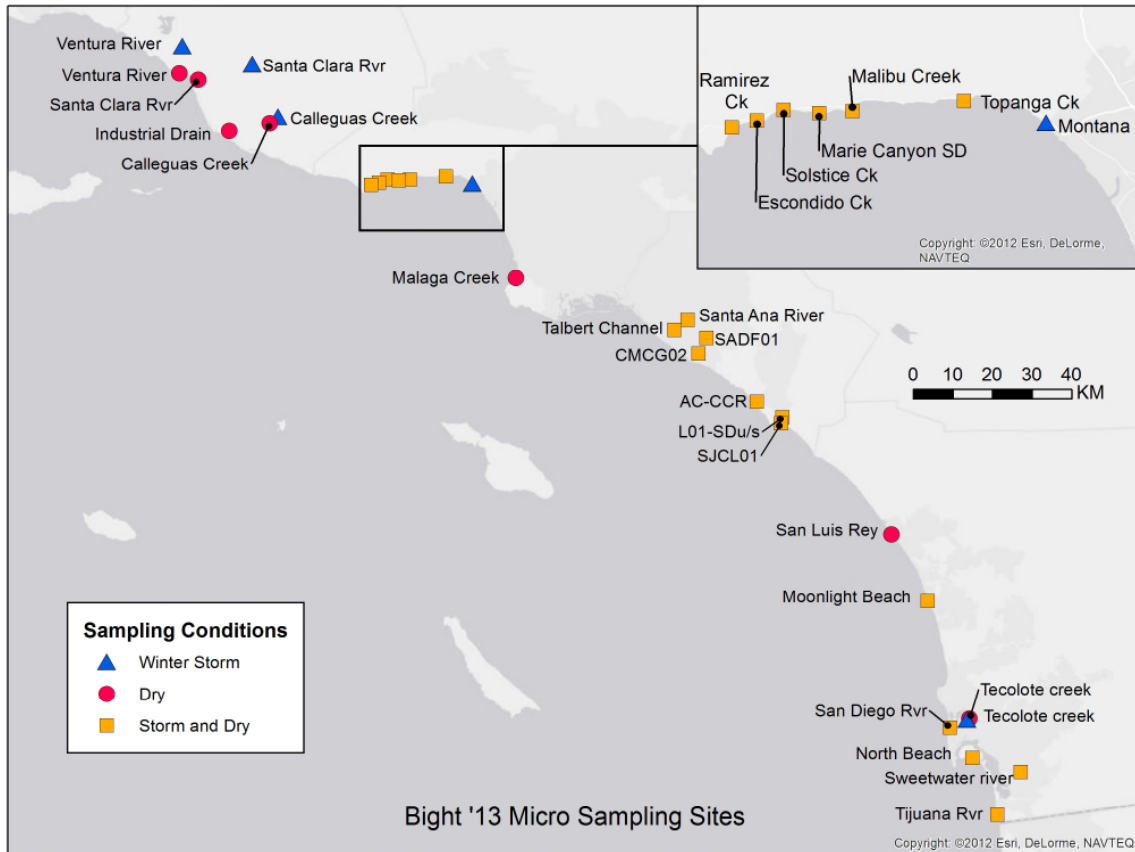 Ventura River
Santa Clara Rvr
Ventura River
Santa Clara Rvr
Calleguas Creek
Industrial Drain
Calleguas Creek
Ramirez
Ck
Malibu Creek
Topanga Ck
Montana
Marie Canyon SD
Solstice Ck
Escondido Ck
Copyright: ©2012 Esri, DeLorme,
NAVTEQ
Malaga Creek
Santa Ana River
Talbert Channel
SADF01
CMCG02
0 10 20 30 40
KM
AC-CCR
L01-SDu/s
SJCL01
San Luis Rey
Moonlight Beach
Sampling Conditions
Winter Storm
Dry
Storm and Dry
Tecolote creek
San Diego Rvr
Tecolote creek
North Beach
Sweetwater river
Tijuana Rvr
Bight '13 Micro Sampling Sites
Copyright: ©2012 Esri, DeLorme, NAVTEQ